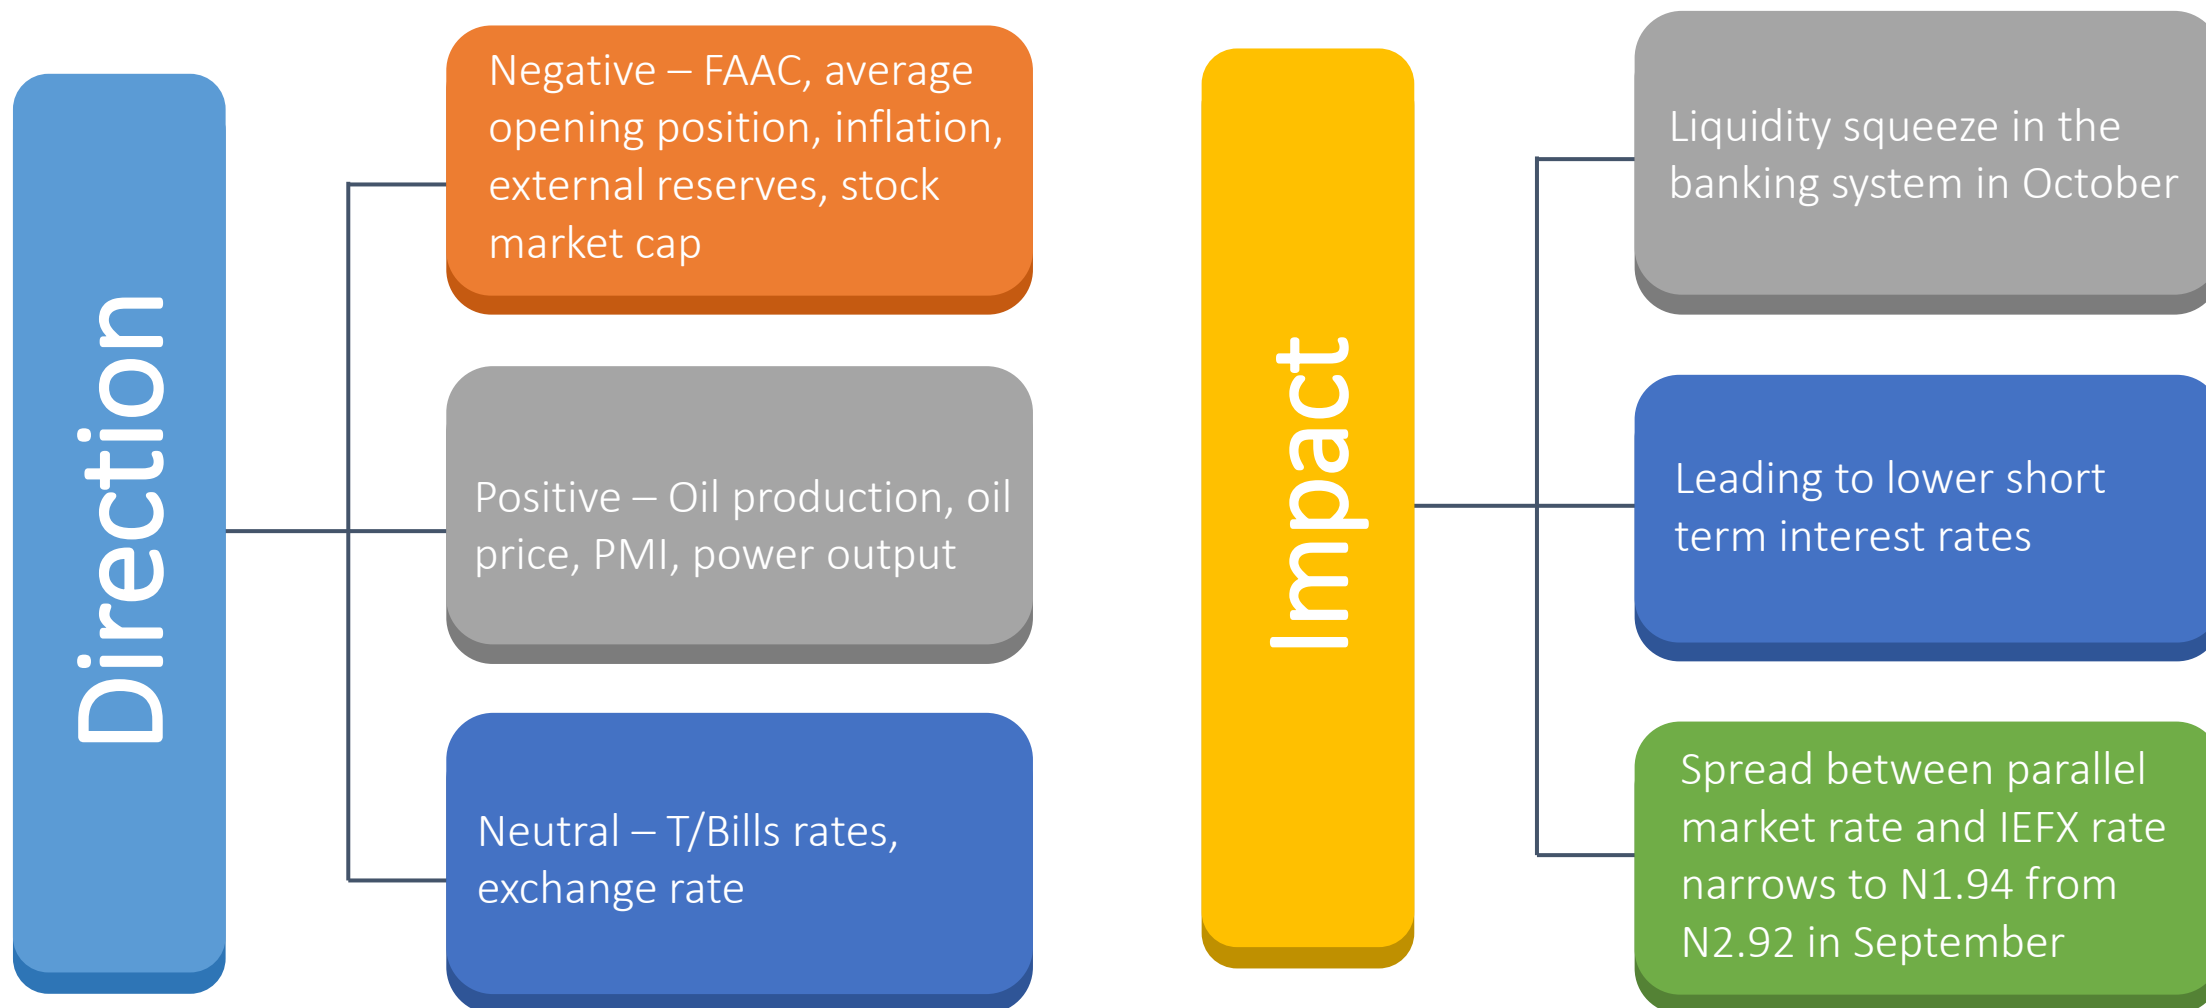 Direction
Negative – FAAC, average
opening position, inflation,
external reserves, stock
market cap
Positive – Oil production, oil
price, PMI, power output
Neutral – T/Bills rates,
exchange rate
Impact
Liquidity squeeze in the
banking system in October
Leading to lower short
term interest rates
Spread between parallel
market rate and IEFX rate
narrows to N1.94 from
N2.92 in September